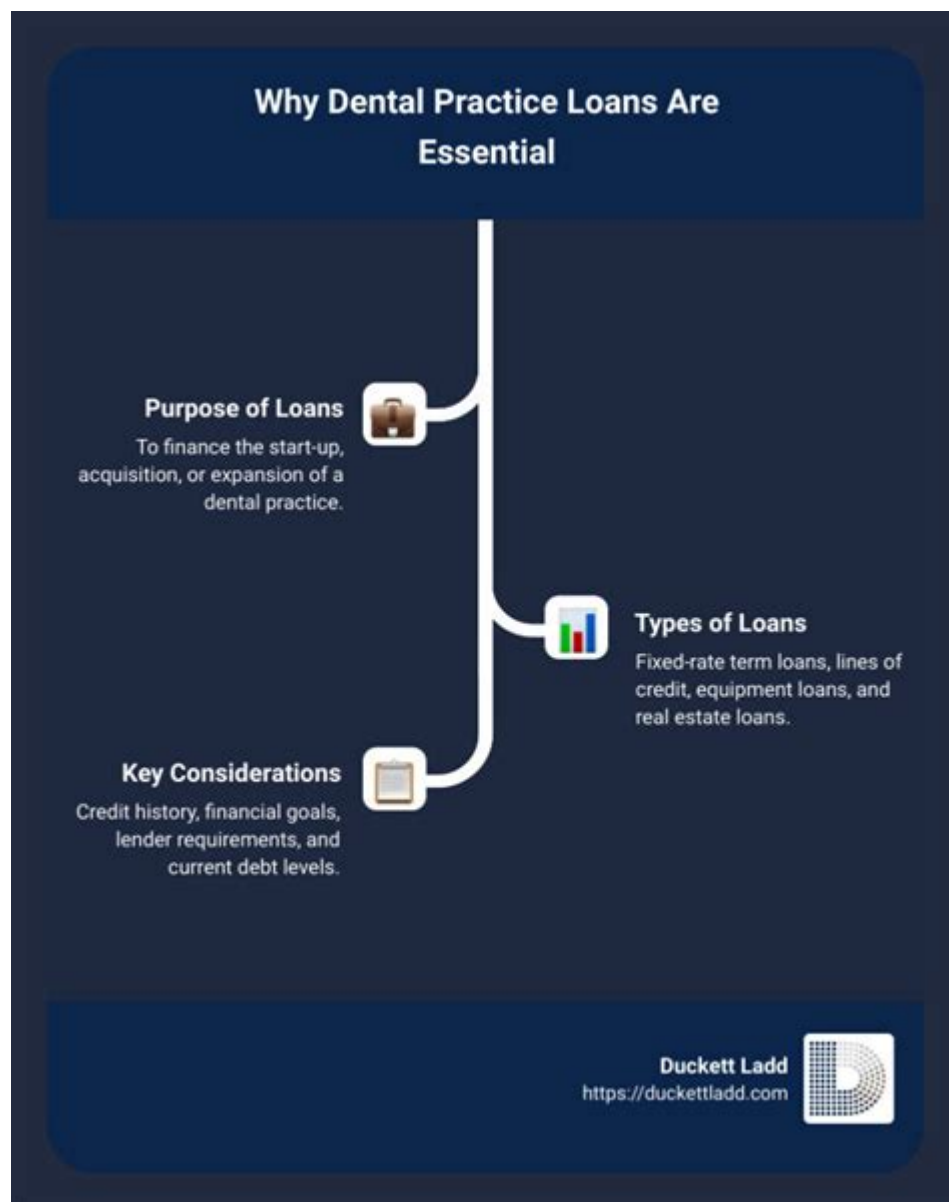 Why Dental Practice Loans Are
Essential
Purpose of Loans
To finance the start-up,
acquisition, or expansion of a
dental practice.
Types of Loans
Fixed-rate term loans, lines of
credit, equipment loans, and
real estate loans.
Key Considerations
Credit history, financial goals,
lender requirements, and
current debt levels.
Duckett Ladd
https://duckettladd.com